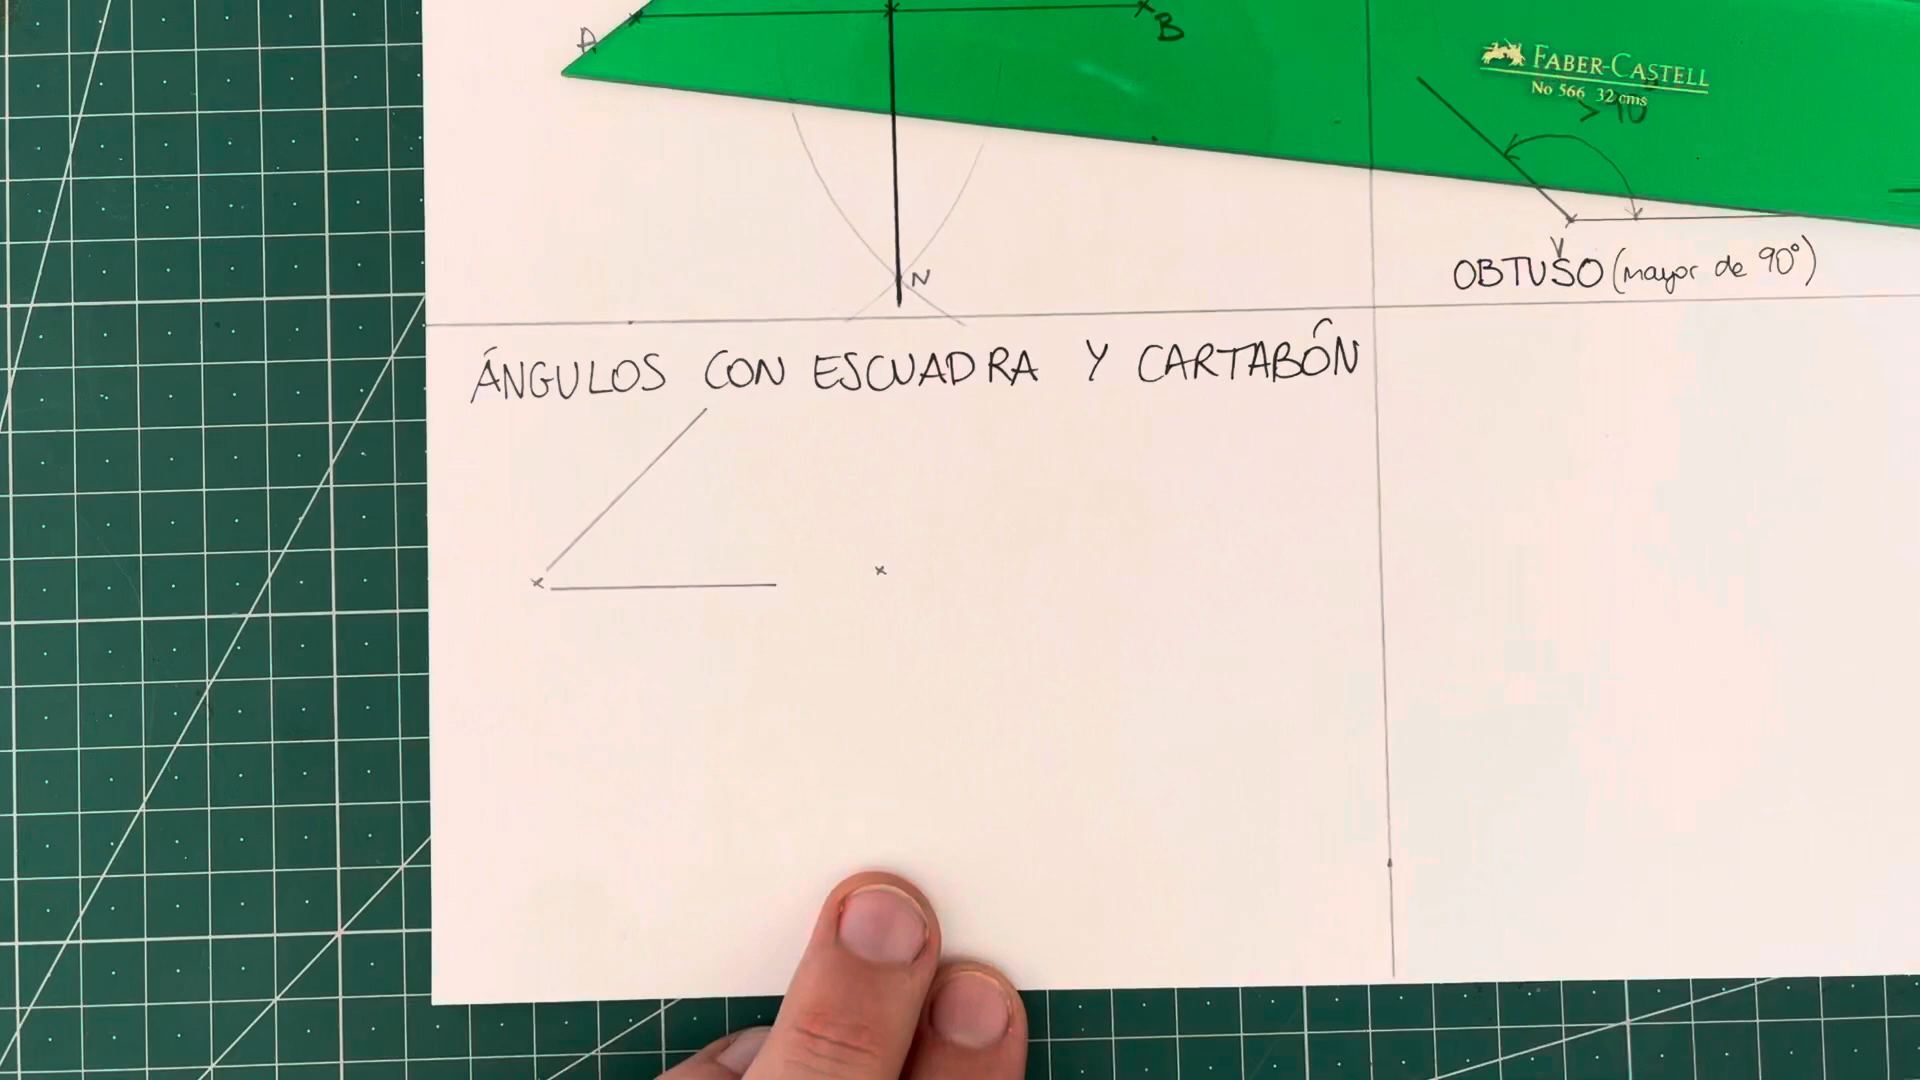 A
B
FABER-CASTELL
No 566 32 cms
>90°
N
V
OBTUSO (mayor de 90°)
ÁNGULOS CON ESCUADRA Y CARTABÓN